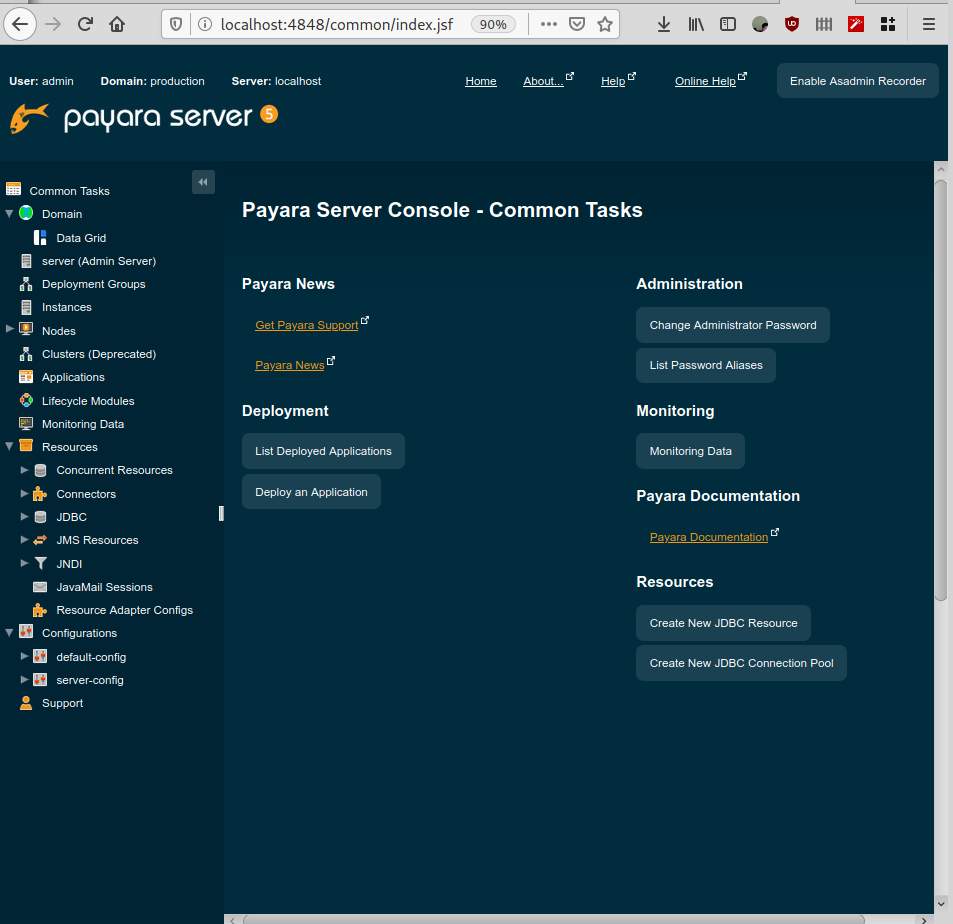 localhost:4848/common/index.jsf 90%
User: admin Domain: production Server: localhost Home About... Help Online Help Enable Asadmin Recorder
payara server 5
Common Tasks
Domain
Data Grid
server (Admin Server)
Deployment Groups
Instances
Nodes
Clusters (Deprecated)
Applications
Lifecycle Modules
Monitoring Data
Resources
Concurrent Resources
Connectors
JDBC
JMS Resources
JNDI
JavaMail Sessions
Resource Adapter Configs
Configurations
default-config
server-config
Support
Payara Server Console - Common Tasks
Payara News
Get Payara Support
Payara News
Deployment
List Deployed Applications
Deploy an Application
Administration
Change Administrator Password
List Password Aliases
Monitoring
Monitoring Data
Payara Documentation
Payara Documentation
Resources
Create New JDBC Resource
Create New JDBC Connection Pool